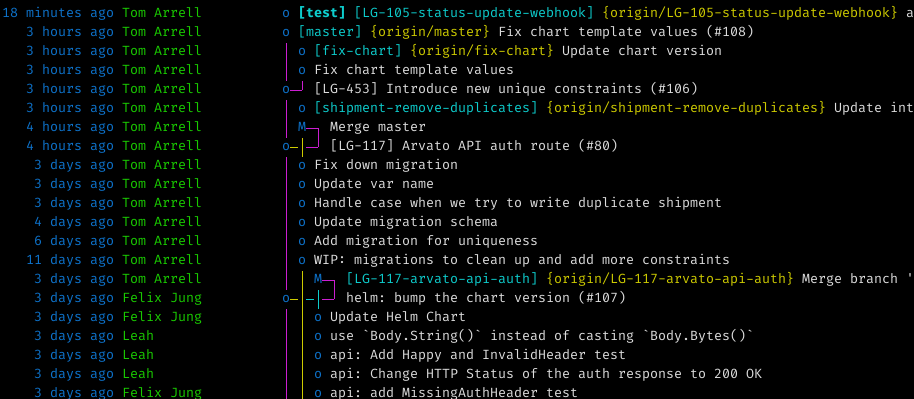 18 minutes ago Tom Arrell o [test] [LG-105-status-update-webhook] {origin/LG-105-status-update-webhook} a
3 hours ago Tom Arrell o [master] {origin/master} Fix chart template values (#108)
3 hours ago Tom Arrell o [fix-chart] {origin/fix-chart} Update chart version
3 hours ago Tom Arrell o Fix chart template values
3 hours ago Tom Arrell o [LG-453] Introduce new unique constraints (#106)
3 hours ago Tom Arrell o [shipment-remove-duplicates] {origin/shipment-remove-duplicates} Update int
4 hours ago Tom Arrell M Merge master
4 hours ago Tom Arrell o [LG-117] Arvato API auth route (#80)
3 days ago Tom Arrell o Fix down migration
3 days ago Tom Arrell o Update var name
3 days ago Tom Arrell o Handle case when we try to write duplicate shipment
4 days ago Tom Arrell o Update migration schema
6 days ago Tom Arrell o Add migration for uniqueness
11 days ago Tom Arrell o WIP: migrations to clean up and add more constraints
3 days ago Tom Arrell M [LG-117-arvato-api-auth] {origin/LG-117-arvato-api-auth} Merge branch '
3 days ago Felix Jung o helm: bump the chart version (#107)
3 days ago Felix Jung o Update Helm Chart
3 days ago Leah o use `Body.String()` instead of casting `Body.Bytes()`
3 days ago Leah o api: Add Happy and InvalidHeader test
3 days ago Leah o api: Change HTTP Status of the auth response to 200 OK
3 days ago Felix Jung o api: add MissingAuthHeader test